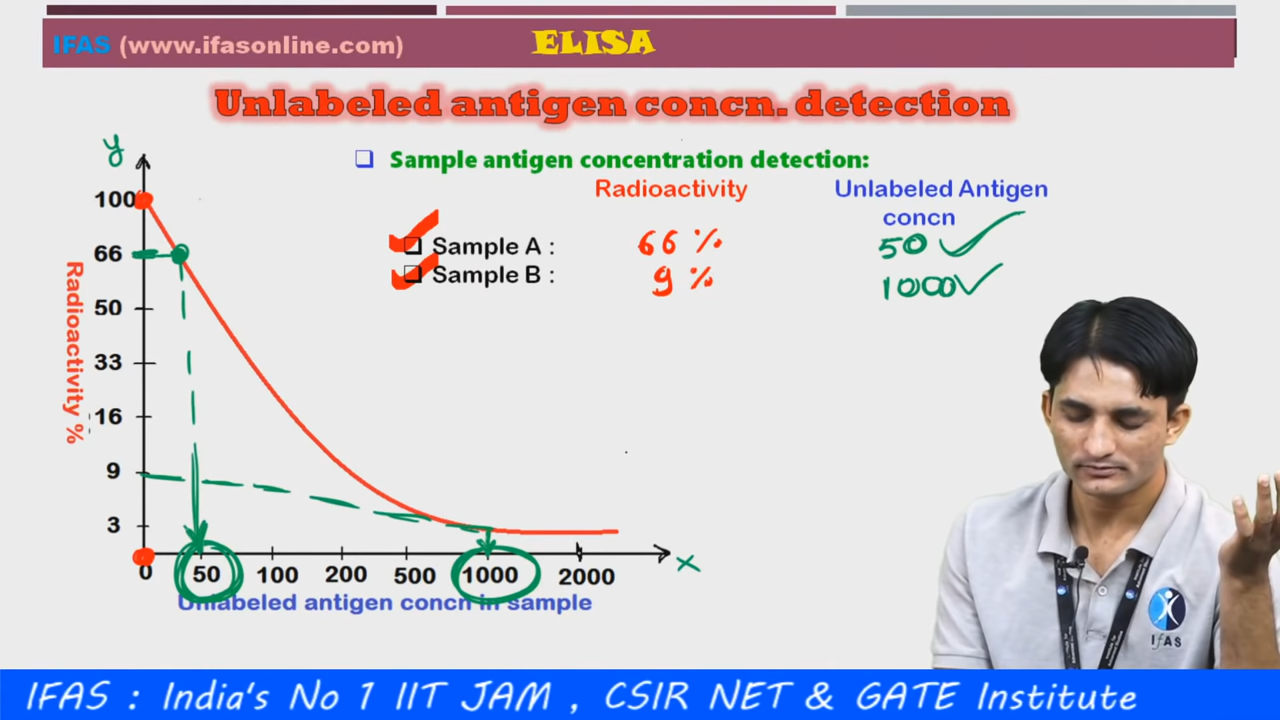 IFAS (www.ifasonline.com)
ELISA
Unlabeled antigen concn. detection
y
Sample antigen concentration detection:
Radioactivity
Unlabeled Antigen
concn
Sample A :
66 %
50
Sample B :
9 %
1000
100
66
50
33
16
9
3
Radioactivity %
0
50
100
200
500
1000
2000
x
Unlabeled antigen concn in sample
IFAS
IFAS : India's No 1 IIT JAM , CSIR NET & GATE Institute